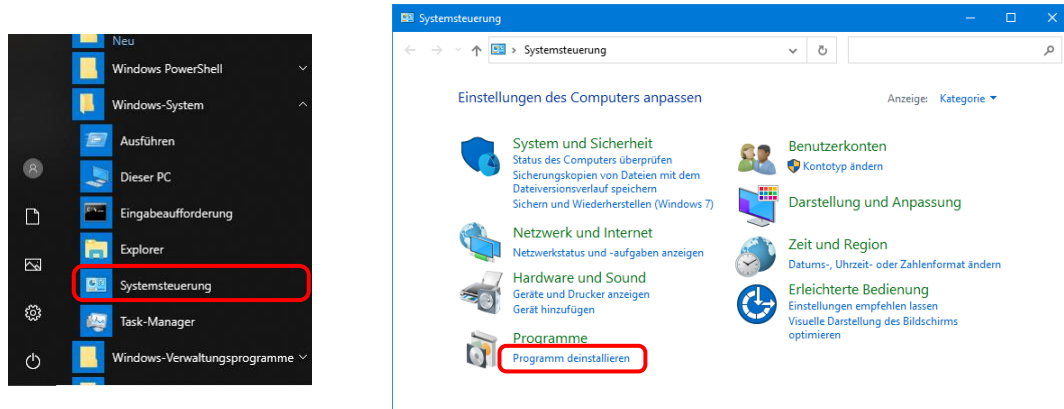 Neu
Windows PowerShell
Windows-System
Ausführen
Dieser PC
Eingabeaufforderung
Explorer
Systemsteuerung
Task-Manager
Windows-Verwaltungsprogramme
Systemsteuerung
Systemsteuerung
Einstellungen des Computers anpassen
Anzeige: Kategorie
System und Sicherheit
Status des Computers überprüfen
Sicherungskopien von Dateien mit dem
Dateiversionsverlauf speichern
Sichern und Wiederherstellen (Windows 7)
Netzwerk und Internet
Netzwerkstatus und -aufgaben anzeigen
Hardware und Sound
Geräte und Drucker anzeigen
Gerät hinzufügen
Programme
Programm deinstallieren
Benutzerkonten
Kontotyp ändern
Darstellung und Anpassung
Zeit und Region
Datums-, Uhrzeit- oder Zahlenformat ändern
Erleichterte Bedienung
Einstellungen empfehlen lassen
Visuelle Darstellung des Bildschirms
optimieren